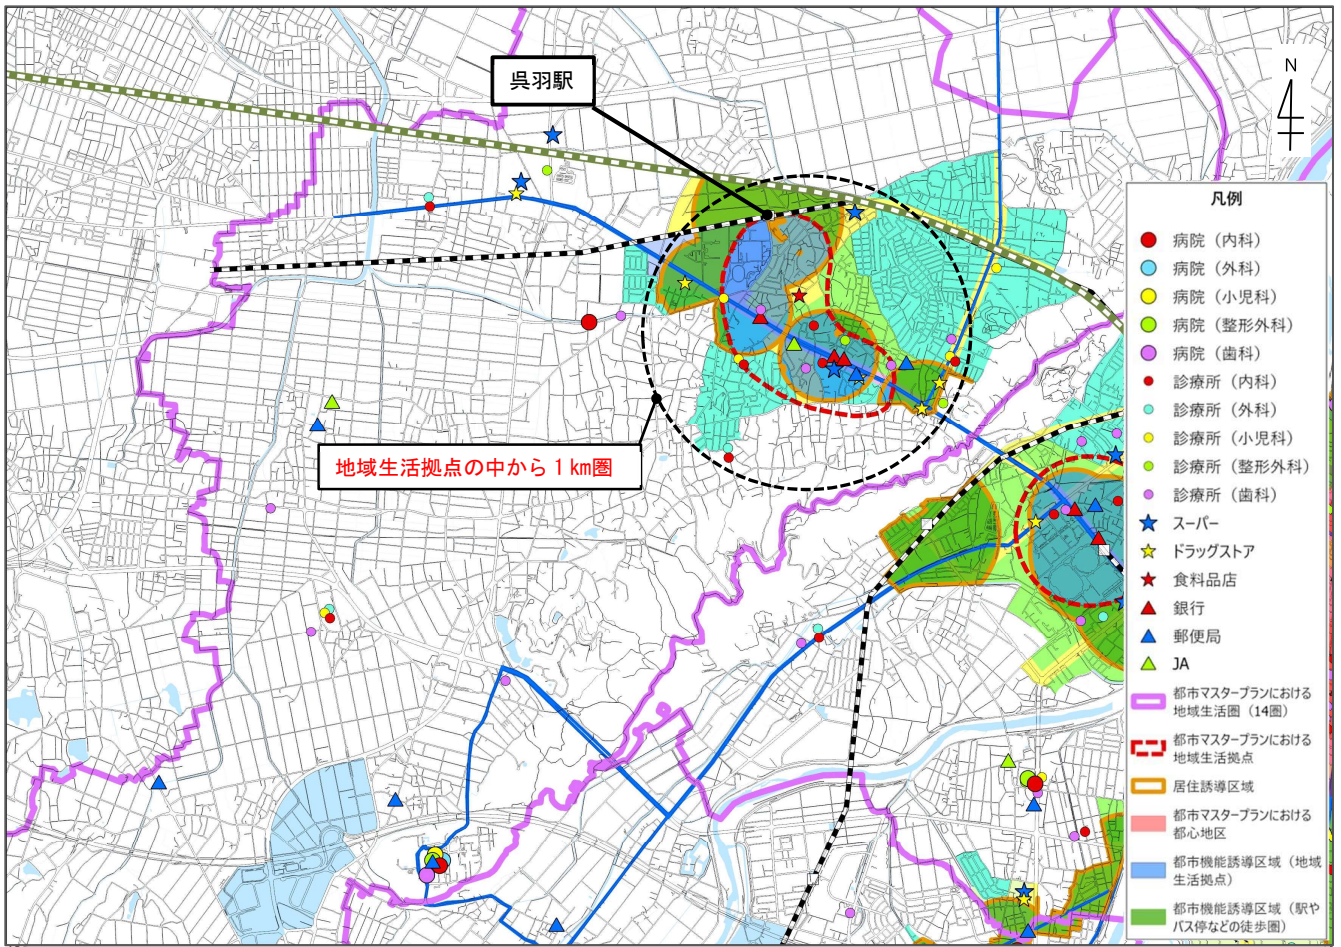 呉羽駅
N
地域生活拠点の中から１km圏
凡例
病院（内科）
病院（外科）
病院（小児科）
病院（整形外科）
病院（歯科）
診療所（内科）
診療所（外科）
診療所（小児科）
診療所（整形外科）
診療所（歯科）
スーパー
ドラッグストア
食料品店
銀行
郵便局
JA
都市マスタープランにおける
地域生活圏（14圏）
都市マスタープランにおける
地域生活拠点
居住誘導区域
都市マスタープランにおける
都心地区
都市機能誘導区域（地域
生活拠点）
都市機能誘導区域（駅や
バス停などの徒歩圏）